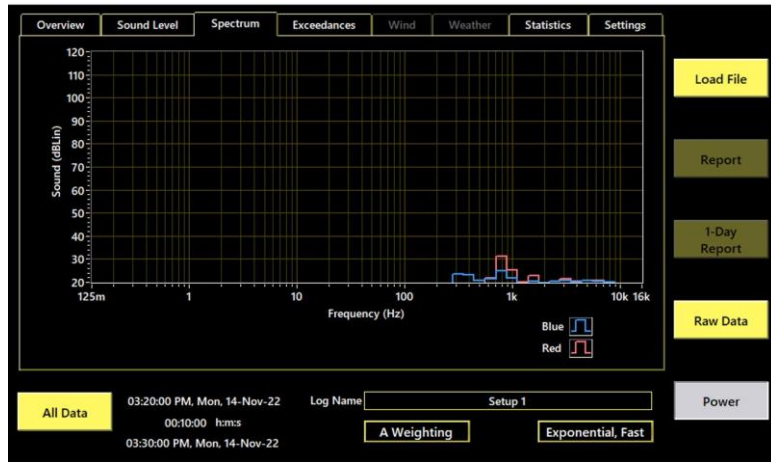 Overview Sound Level Spectrum Exceedances Wind Weather Statistics Settings
120
110
100
90
80
70
60
50
40
30
20
Sound (dBLin)
125m 1 10 100 1k 10k 16k
Frequency (Hz)
Blue
Red
Load File
Report
1-Day
Report
Raw Data
Power
All Data
03:20:00 PM, Mon, 14-Nov-22
00:10:00 h:m:s
03:30:00 PM, Mon, 14-Nov-22
Log Name Setup 1
A Weighting Exponential, Fast